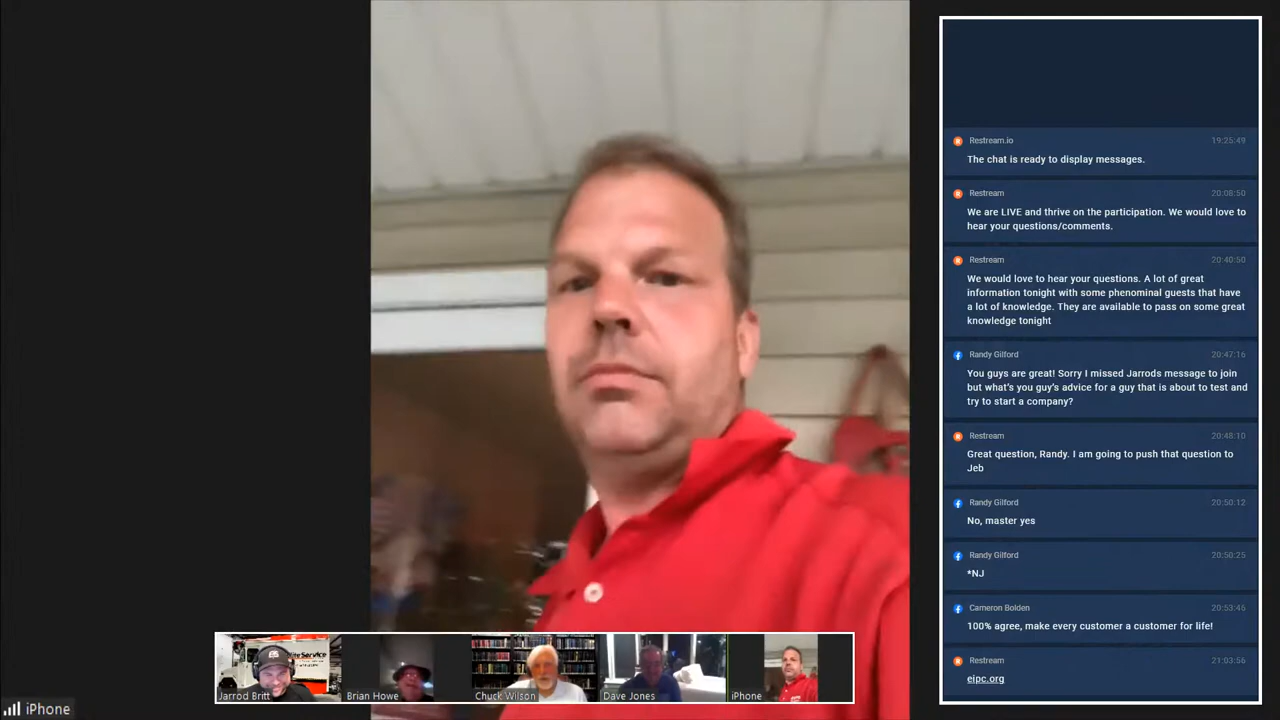 Restream.io 19:25:49
The chat is ready to display messages.
Restream 20:08:50
We are LIVE and thrive on the participation. We would love to
hear your questions/comments.
Restream 20:40:50
We would love to hear your questions. A lot of great
information tonight with some phenominal guests that have
a lot of knowledge. They are available to pass on some great
knowledge tonight
Randy Gilford 20:47:16
You guys are great! Sorry I missed Jarrods message to join
but what's you guy's advice for a guy that is about to test and
try to start a company?
Restream 20:48:10
Great question, Randy. I am going to push that question to
Jeb
Randy Gilford 20:50:12
No, master yes
Randy Gilford 20:50:25
*NJ
Cameron Bolden 20:53:46
100% agree, make every customer a customer for life!
Restream 21:03:56
eipc.org
Service
Jarrod Britt
Brian Howe
Chuck Wilson
Dave Jones
iPhone
iPhone